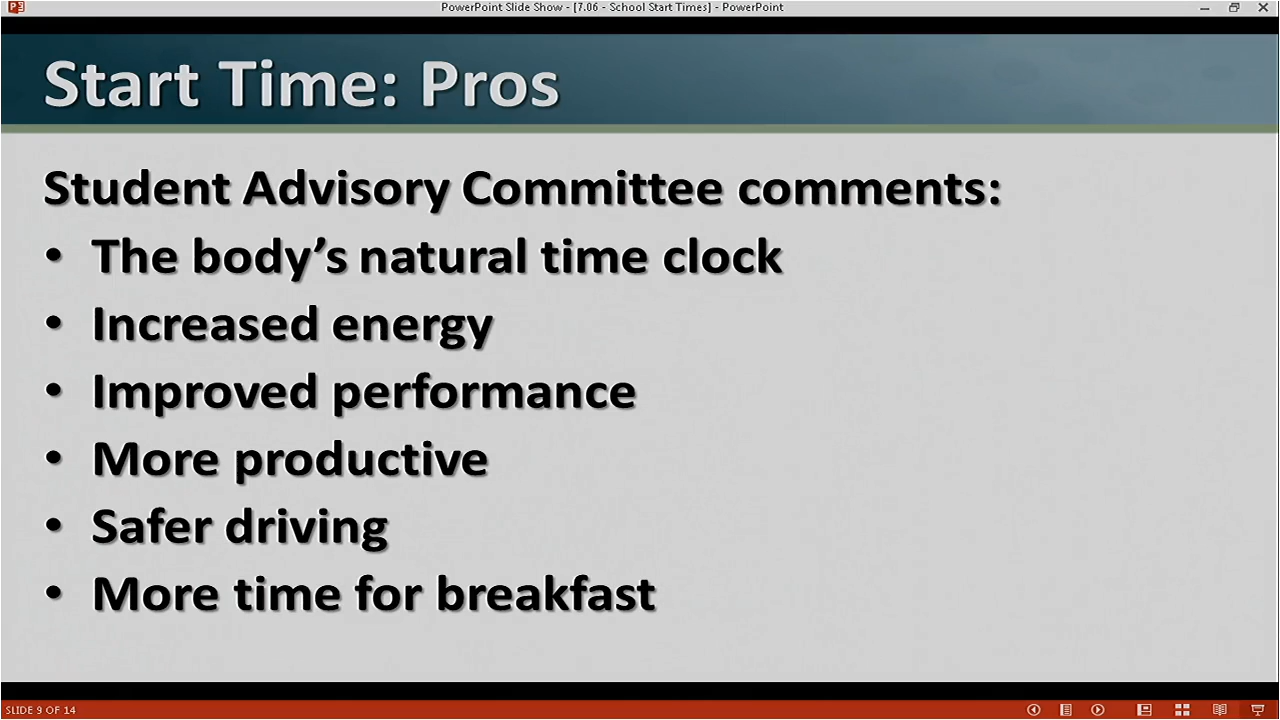 PowerPoint Slide Show - [7.06 - School Start Times] - PowerPoint
Start Time: Pros
Student Advisory Committee comments:
• The body’s natural time clock
• Increased energy
• Improved performance
• More productive
• Safer driving
• More time for breakfast
SLIDE 9 OF 14